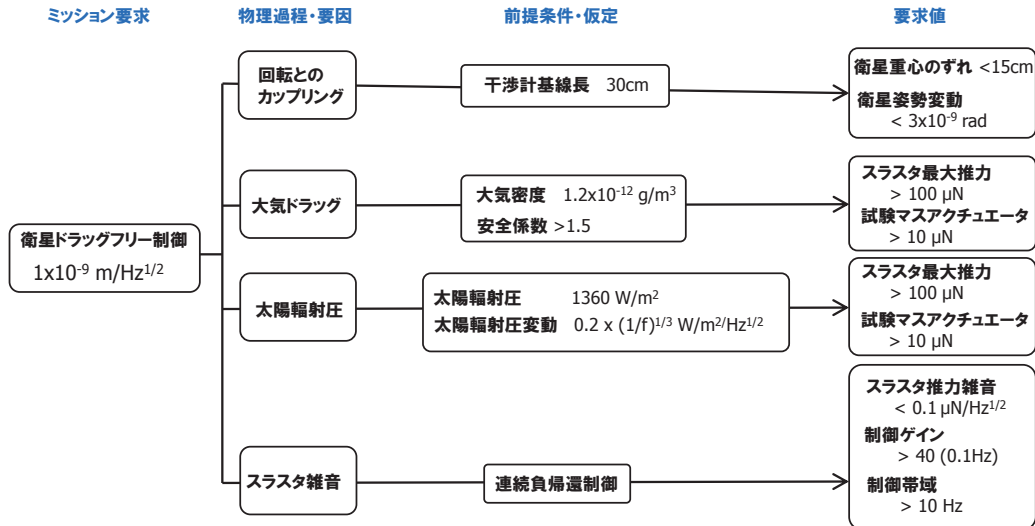 ミッション要求
物理過程・要因
前提条件・仮定
要求値
衛星ドラッグフリー制御
1x10⁻⁹ m/Hz¹ᐟ²
回転との
カップリング
干渉計基線長 30cm
衛星重心のずれ <15cm
衛星姿勢変動
< 3x10⁻⁹ rad
大気ドラッグ
大気密度 1.2x10⁻¹² g/m³
安全係数 >1.5
スラスタ最大推力
> 100 μN
試験マスアクチュエータ
> 10 μN
太陽輻射圧
太陽輻射圧 1360 W/m²
太陽輻射圧変動 0.2 x (1/f)¹ᐟ³ W/m²/Hz¹ᐟ²
スラスタ最大推力
> 100 μN
試験マスアクチュエータ
> 10 μN
スラスタ雑音
連続負帰還制御
スラスタ推力雑音
< 0.1 μN/Hz¹ᐟ²
制御ゲイン
> 40 (0.1Hz)
制御帯域
> 10 Hz